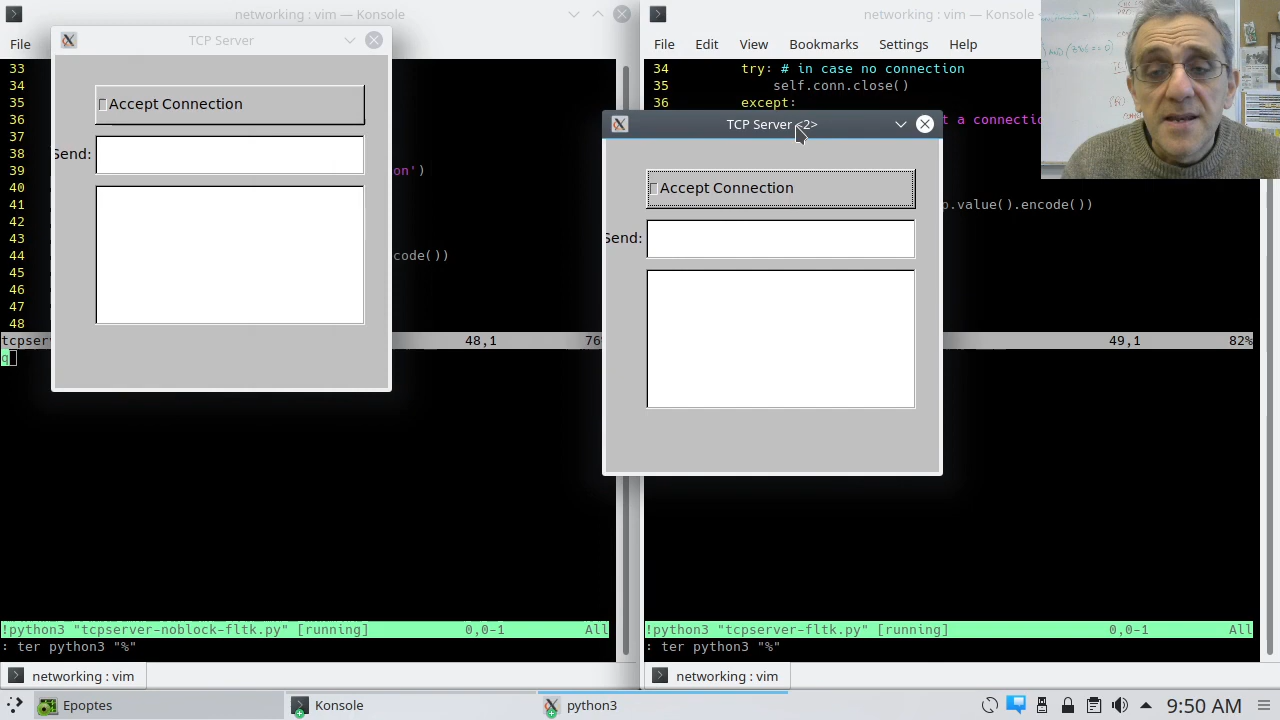 networking : vim — Konsole
File
TCP Server
33
34
35
36
37
38
39
40
41
42
43
44
45
46
47
48
Accept Connection
Send:
on')
code())
tcpser
48,1
76
q
!python3 "tcpserver-noblock-fltk.py" [running]
0,0-1
All
: ter python3 "%"
networking : vim
networking : vim — Konsole
File
Edit
View
Bookmarks
Settings
Help
34 try: # in case no connection
35 self.conn.close()
36 except:
t a connectio
p.value().encode())
TCP Server <2>
Accept Connection
Send:
49,1
82%
!python3 "tcpserver-fltk.py" [running]
0,0-1
All
: ter python3 "%"
networking : vim
Epoptes
Konsole
python3
9:50 AM